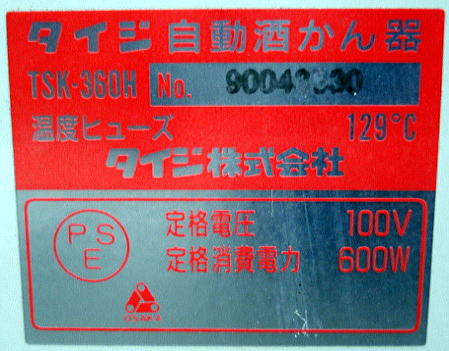 タイジ 自動酒かん器
TSK-360H No.
温度ヒューズ 129℃
タイジ株式会社
PSE
定格電圧 100V
定格消費電力 600W
OSAKA